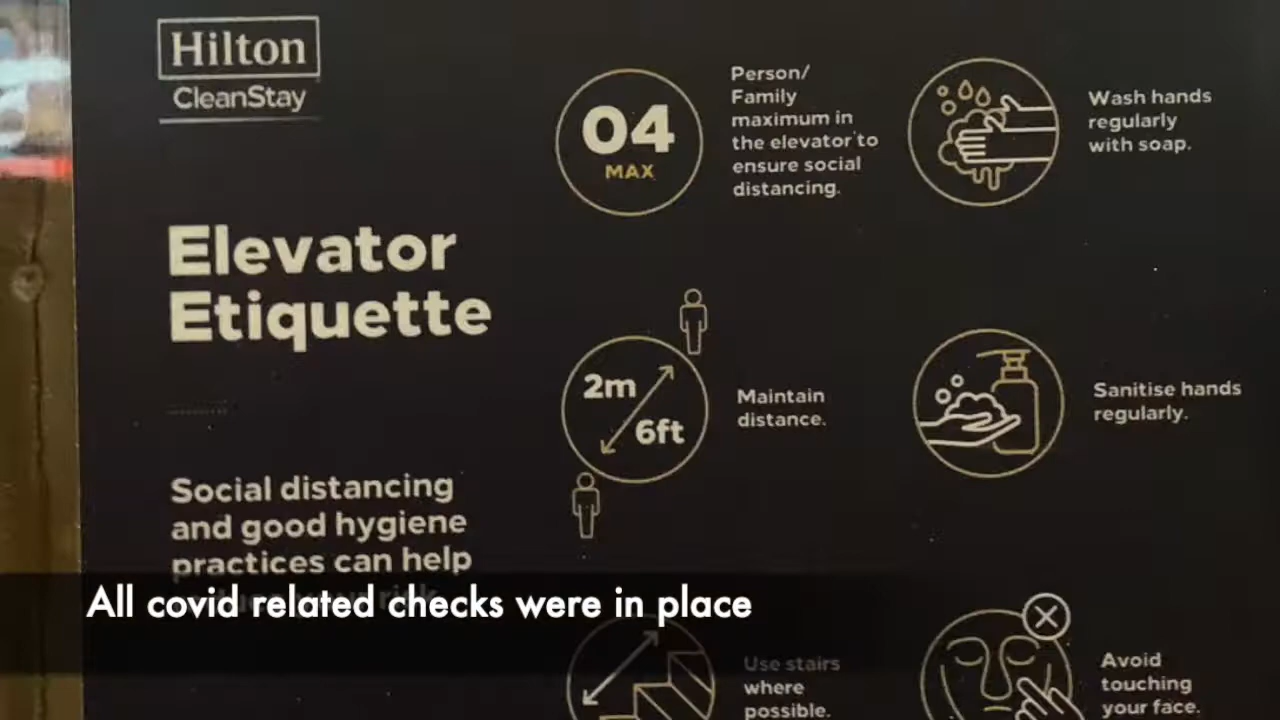 Hilton
CleanStay
Elevator
Etiquette
Social distancing
and good hygiene
practices can help
04
MAX
Person/
Family
maximum in
the elevator to
ensure social
distancing.
Wash hands
regularly
with soap.
2m
6ft
Maintain
distance.
Sanitise hands
regularly.
Use stairs
where
possible.
Avoid
touching
your face.
All covid related checks were in place